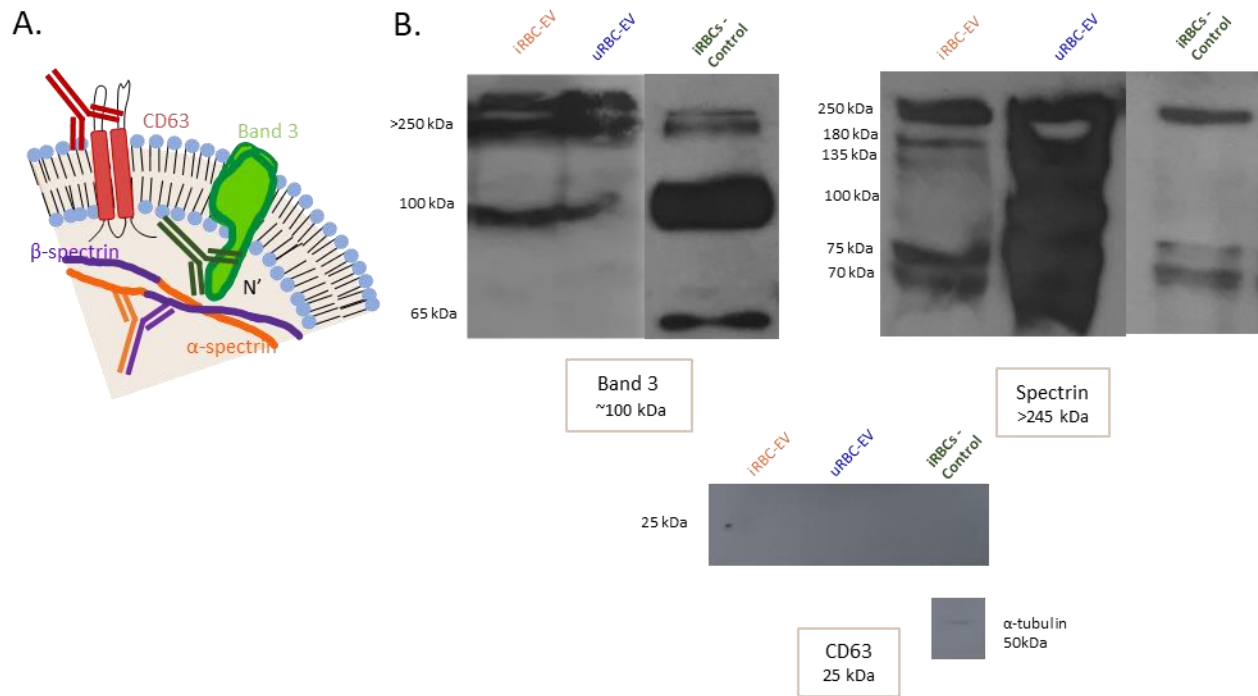 A.
CD63
Band 3
β-spectrin
N'
α-spectrin
B.
iRBC-EV
uRBC-EV
iRBCs -
Control
>250 kDa
100 kDa
65 kDa
Band 3
~100 kDa
iRBC-EV
uRBC-EV
iRBCs -
Control
250 kDa
180 kDa
135 kDa
100 kDa
75 kDa
70 kDa
Spectrin
>245 kDa
iRBC-EV
uRBC-EV
iRBCs -
Control
25 kDa
α-tubulin
50kDa
CD63
25 kDa